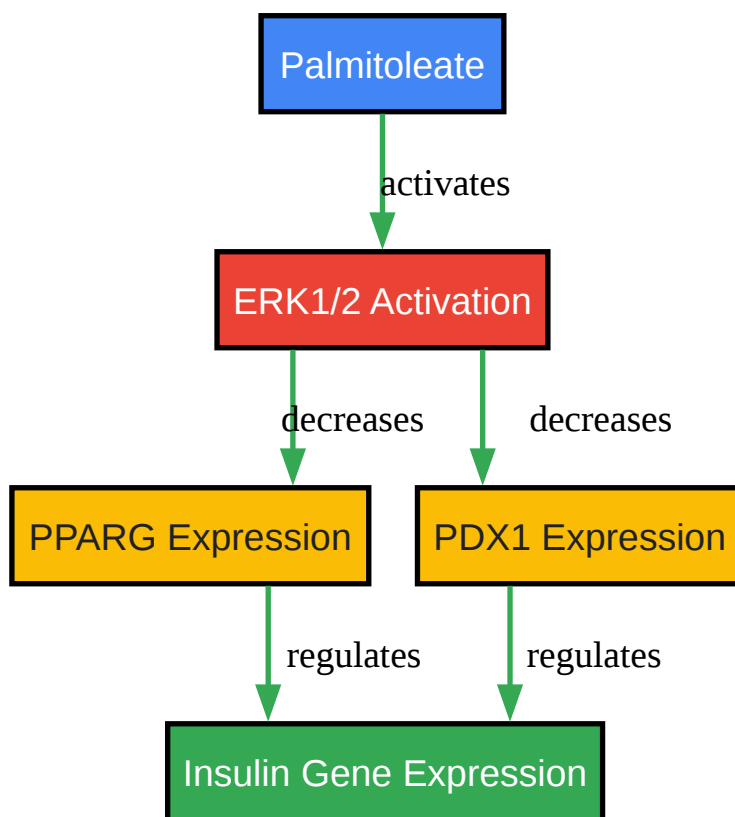 Palmitoleate
activates
ERK1/2 Activation
decreases
decreases
PPARG Expression
PDX1 Expression
regulates
regulates
Insulin Gene Expression